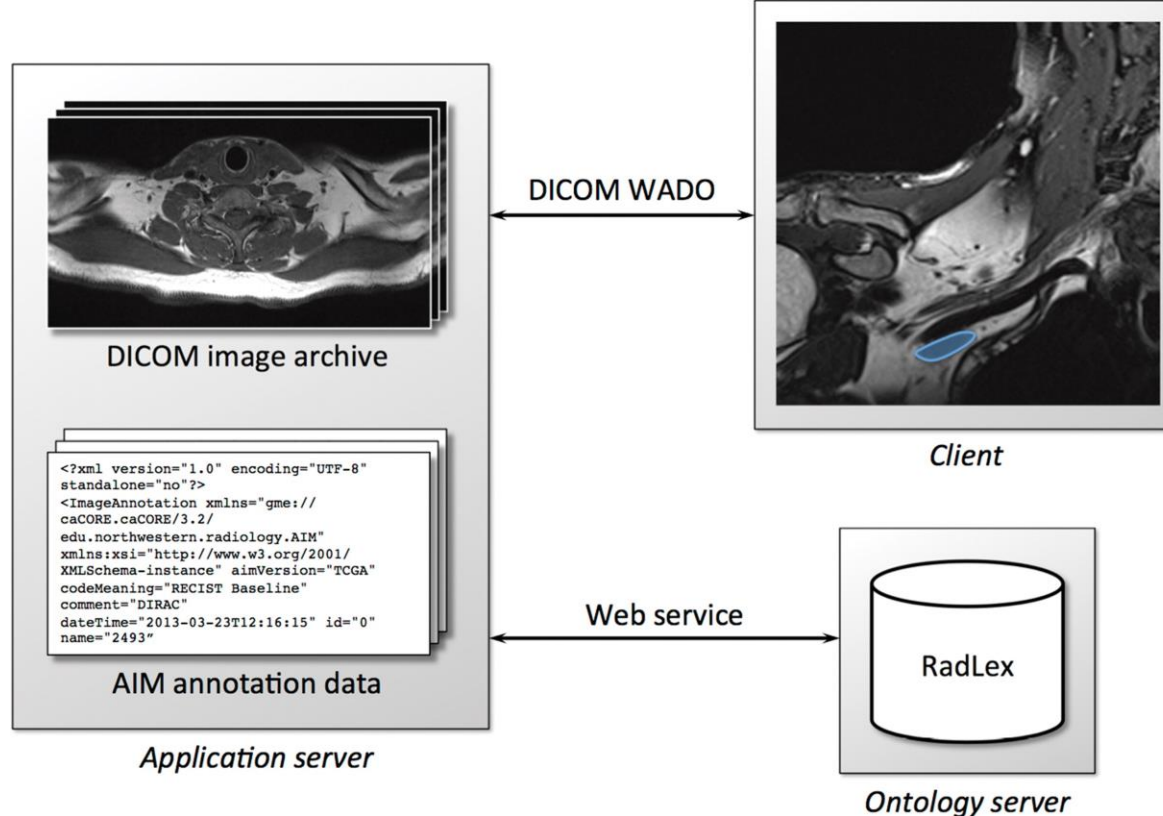 DICOM image archive
<?xml version="1.0" encoding="UTF-8"
standalone="no"?>
<ImageAnnotation xmlns="gme://
caCORE.caCORE/3.2/
edu.northwestern.radiology.AIM"
xmlns:xsi="http://www.w3.org/2001/
XMLSchema-instance" aimVersion="TCGA"
codeMeaning="RECIST Baseline"
comment="DIRAC"
dateTime="2013-03-23T12:16:15" id="0"
name="2493”
AIM annotation data
Application server
DICOM WADO
Client
Web service
RadLex
Ontology server